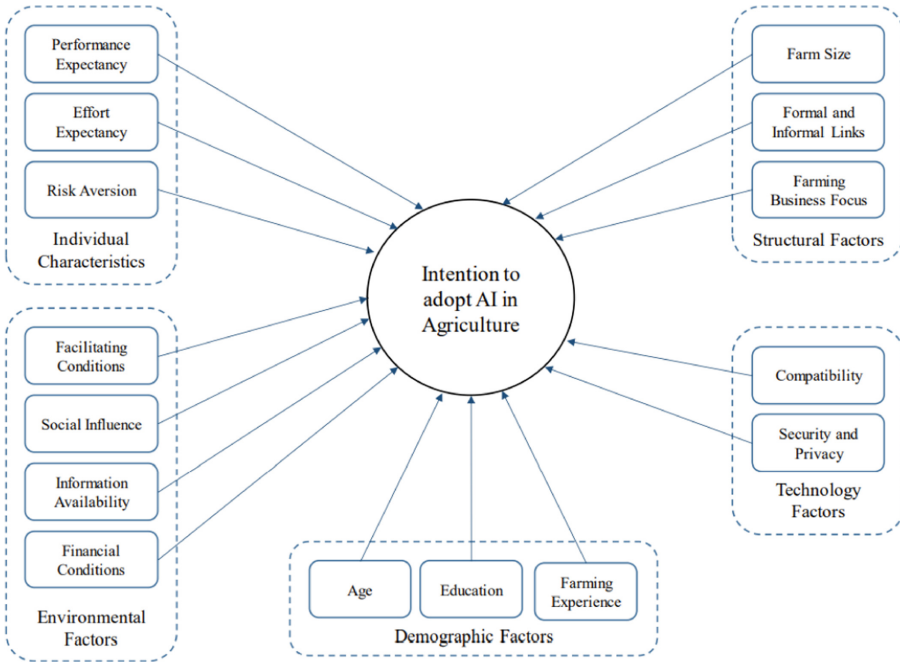 Performance
Expectancy
Effort
Expectancy
Risk Aversion
Individual
Characteristics
Farm Size
Formal and
Informal Links
Farming
Business Focus
Structural Factors
Intention to
adopt AI in
Agriculture
Facilitating
Conditions
Social Influence
Information
Availability
Financial
Conditions
Environmental
Factors
Compatibility
Security and
Privacy
Technology
Factors
Age
Education
Farming
Experience
Demographic Factors